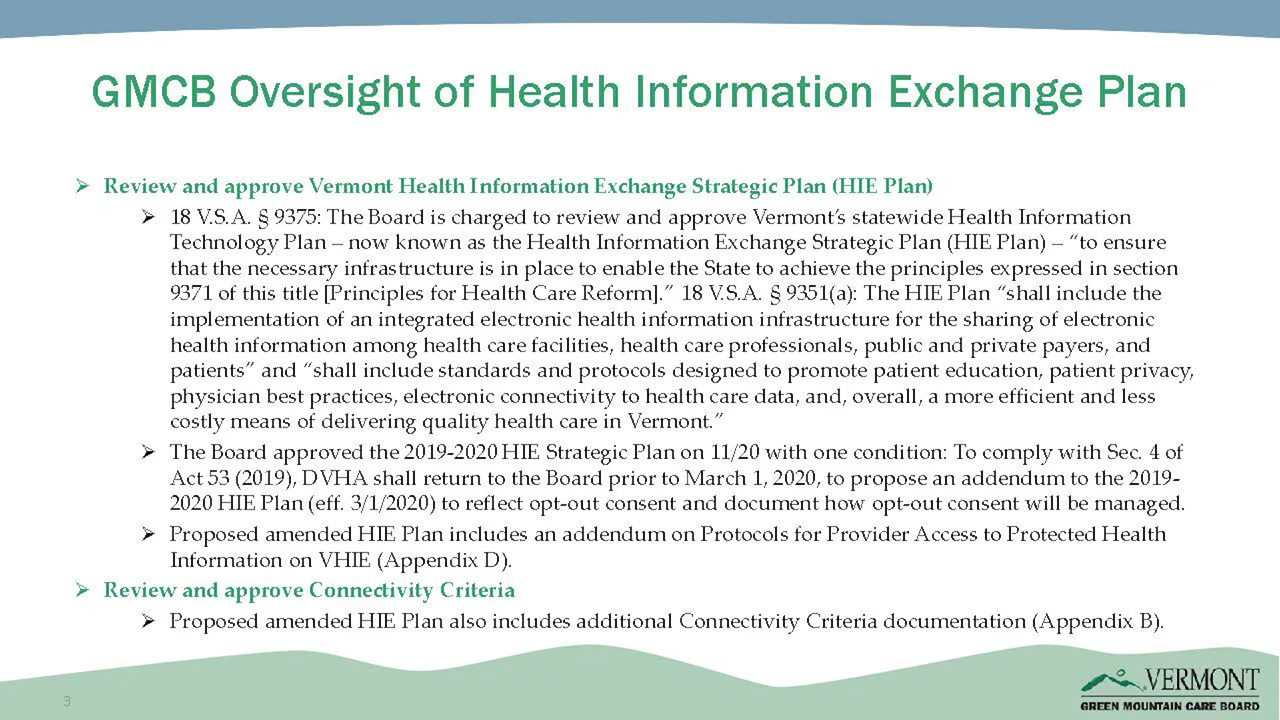 GMCB Oversight of Health Information Exchange Plan
➢ Review and approve Vermont Health Information Exchange Strategic Plan (HIE Plan)
➢ 18 V.S.A. § 9375: The Board is charged to review and approve Vermont’s statewide Health Information
Technology Plan – now known as the Health Information Exchange Strategic Plan (HIE Plan) – “to ensure
that the necessary infrastructure is in place to enable the State to achieve the principles expressed in section
9371 of this title [Principles for Health Care Reform].” 18 V.S.A. § 9351(a): The HIE Plan “shall include the
implementation of an integrated electronic health information infrastructure for the sharing of electronic
health information among health care facilities, health care professionals, public and private payers, and
patients” and “shall include standards and protocols designed to promote patient education, patient privacy,
physician best practices, electronic connectivity to health care data, and, overall, a more efficient and less
costly means of delivering quality health care in Vermont.”
➢ The Board approved the 2019-2020 HIE Strategic Plan on 11/20 with one condition: To comply with Sec. 4 of
Act 53 (2019), DVHA shall return to the Board prior to March 1, 2020, to propose an addendum to the 2019-
2020 HIE Plan (eff. 3/1/2020) to reflect opt-out consent and document how opt-out consent will be managed.
➢ Proposed amended HIE Plan includes an addendum on Protocols for Provider Access to Protected Health
Information on VHIE (Appendix D).
➢ Review and approve Connectivity Criteria
➢ Proposed amended HIE Plan also includes additional Connectivity Criteria documentation (Appendix B).
3
VERMONT
GREEN MOUNTAIN CARE BOARD